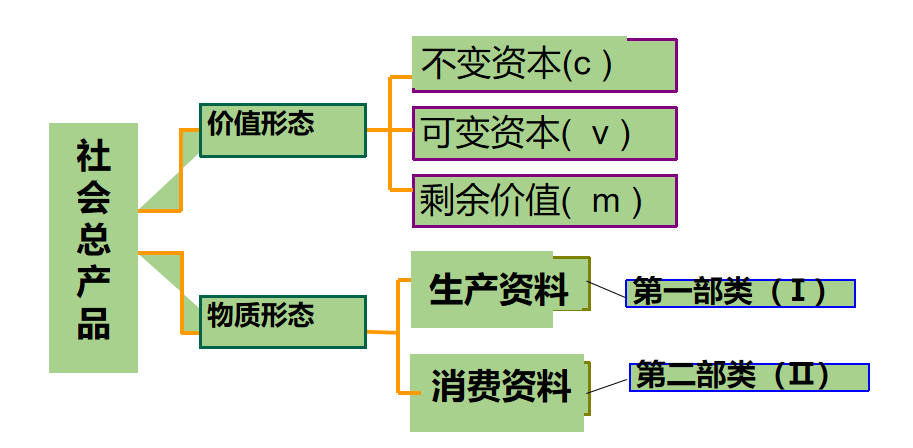 社会总产品
价值形态
不变资本(c )
可变资本( v )
剩余价值( m )
物质形态
生产资料
第一部类（Ⅰ）
消费资料
第二部类（Ⅱ）